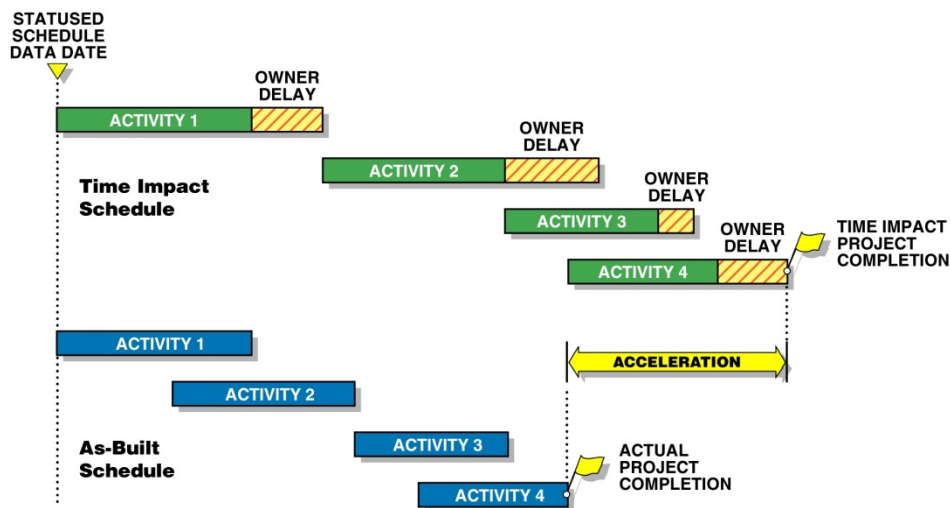 STATUSED
SCHEDULE
DATA DATE
OWNER
DELAY
ACTIVITY 1
OWNER
DELAY
ACTIVITY 2
Time Impact
Schedule
OWNER
DELAY
ACTIVITY 3
OWNER
DELAY
ACTIVITY 4
TIME IMPACT
PROJECT
COMPLETION
ACTIVITY 1
ACCELERATION
ACTIVITY 2
As-Built
Schedule
ACTIVITY 3
ACTUAL
PROJECT
COMPLETION
ACTIVITY 4